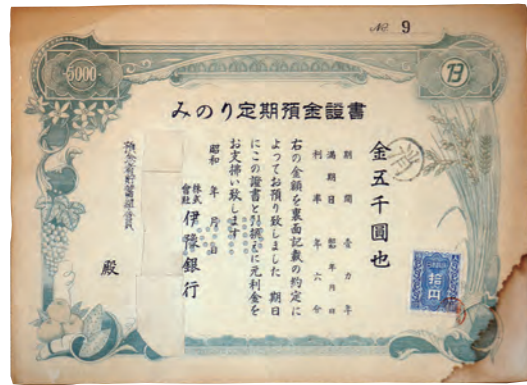 No. 9
5000
みのり定期預金證書
金五千圓也
期間壹カ年
満期日 昭和 年 月 日
利率年六分
右の金額を裏面記載の約定に
よってお預り致しました 期日
にこの證書と引換えに元利金を
お支拂い致します
昭和 年 月 日
株式會社 伊豫銀行
殿
拾円